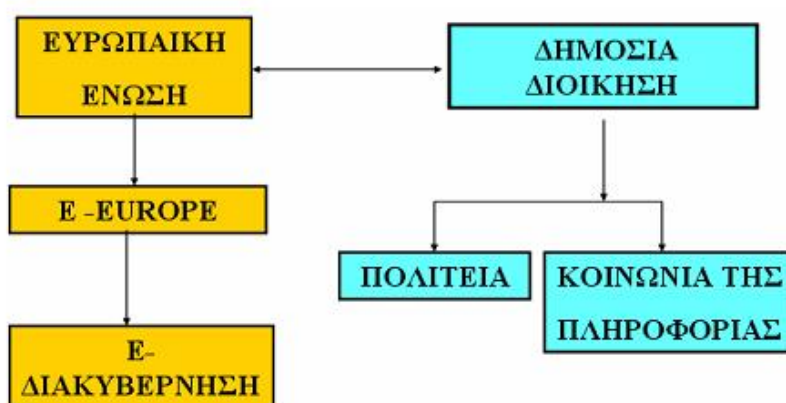 ΕΥΡΩΠΑΙΚΗ
ΕΝΩΣΗ
ΔΗΜΟΣΙΑ
ΔΙΟΙΚΗΣΗ
E -EUROPE
ΠΟΛΙΤΕΙΑ
ΚΟΙΝΩΝΙΑ ΤΗΣ
ΠΛΗΡΟΦΟΡΙΑΣ
E-
ΔΙΑΚΥΒΕΡΝΗΣΗ